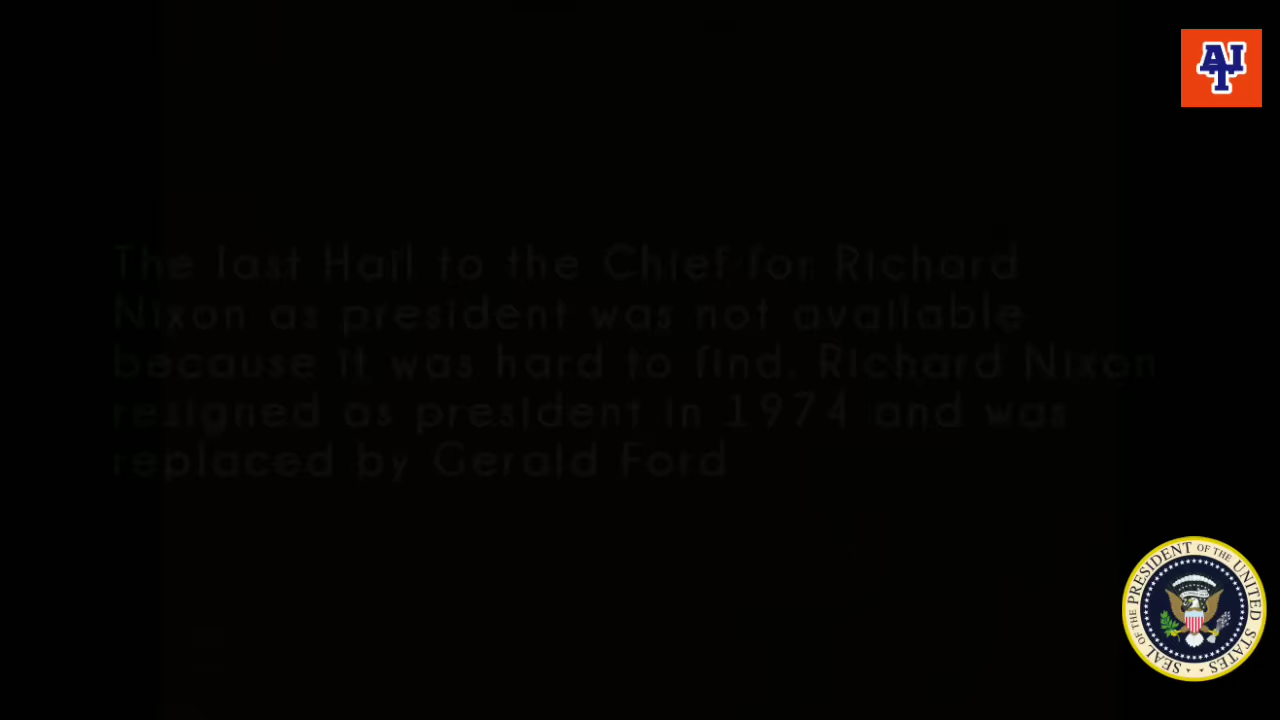 AIT
The last Hail to the Chief for Richard
Nixon as president was not available
because it was hard to find. Richard Nixon
resigned as president in 1974 and was
replaced by Gerald Ford
SEAL OF THE PRESIDENT OF THE UNITED STATES